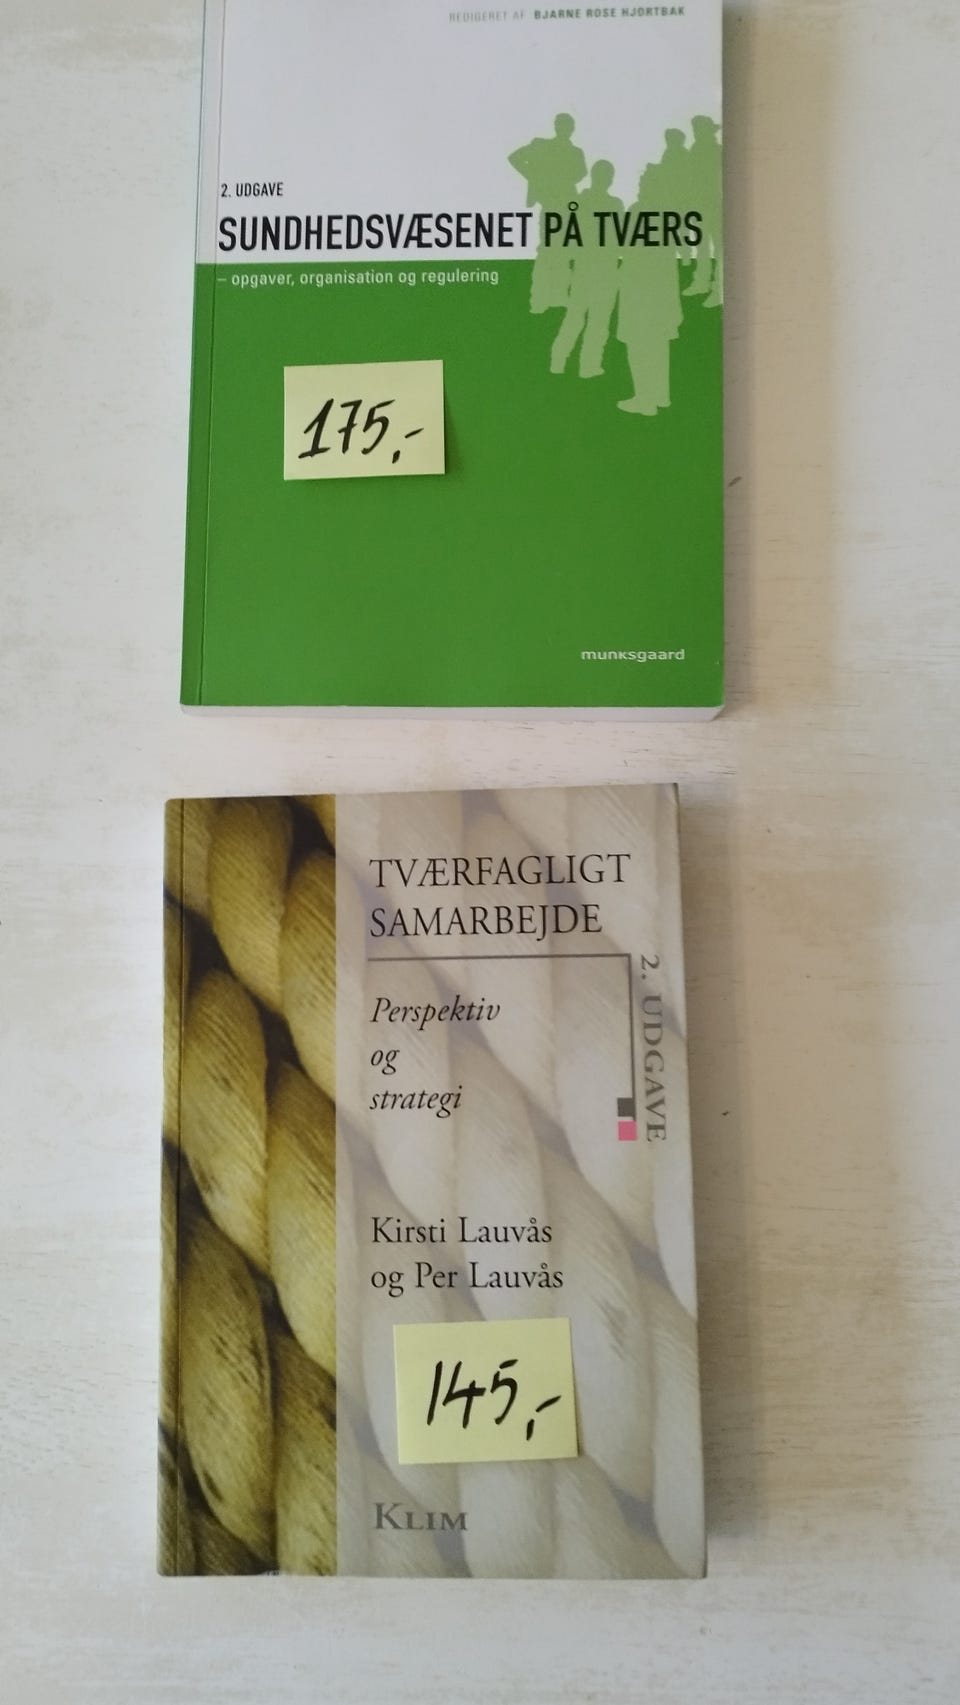 REDIGERET AF BJARNE ROSE HJORTBAK
2. UDGAVE
SUNDHEDSVÆSENET PÅ TVÆRS
– opgaver, organisation og regulering
175,-
munksgaard
TVÆRFAGLIGT
SAMARBEJDE
2. UDGAVE
Perspektiv
og
strategi
Kirsti Lauvås
og Per Lauvås
145,-
KLIM